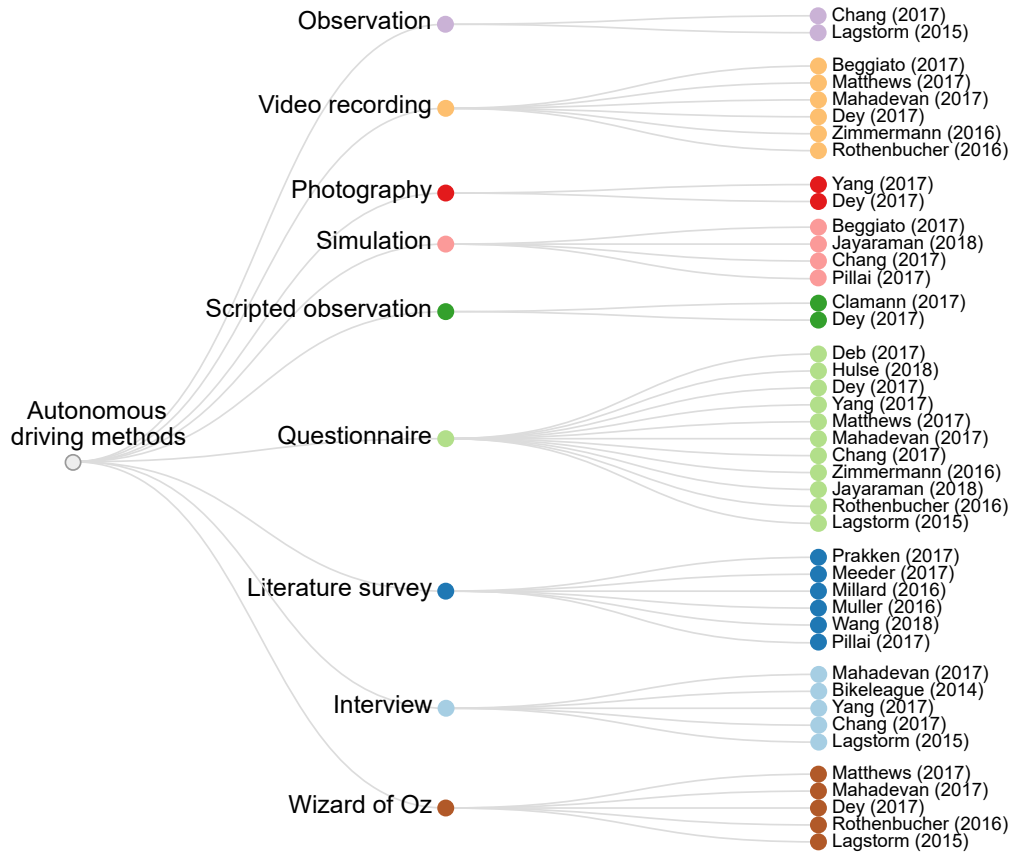 Autonomous
driving methods
Observation
Chang (2017)
Lagstorm (2015)
Video recording
Beggiato (2017)
Matthews (2017)
Mahadevan (2017)
Dey (2017)
Zimmermann (2016)
Rothenbucher (2016)
Photography
Yang (2017)
Dey (2017)
Simulation
Beggiato (2017)
Jayaraman (2018)
Chang (2017)
Pillai (2017)
Scripted observation
Clamann (2017)
Dey (2017)
Questionnaire
Deb (2017)
Hulse (2018)
Dey (2017)
Yang (2017)
Matthews (2017)
Mahadevan (2017)
Chang (2017)
Zimmermann (2016)
Jayaraman (2018)
Rothenbucher (2016)
Lagstorm (2015)
Literature survey
Prakken (2017)
Meeder (2017)
Millard (2016)
Muller (2016)
Wang (2018)
Pillai (2017)
Interview
Mahadevan (2017)
Bikeleague (2014)
Yang (2017)
Chang (2017)
Lagstorm (2015)
Wizard of Oz
Matthews (2017)
Mahadevan (2017)
Dey (2017)
Rothenbucher (2016)
Lagstorm (2015)